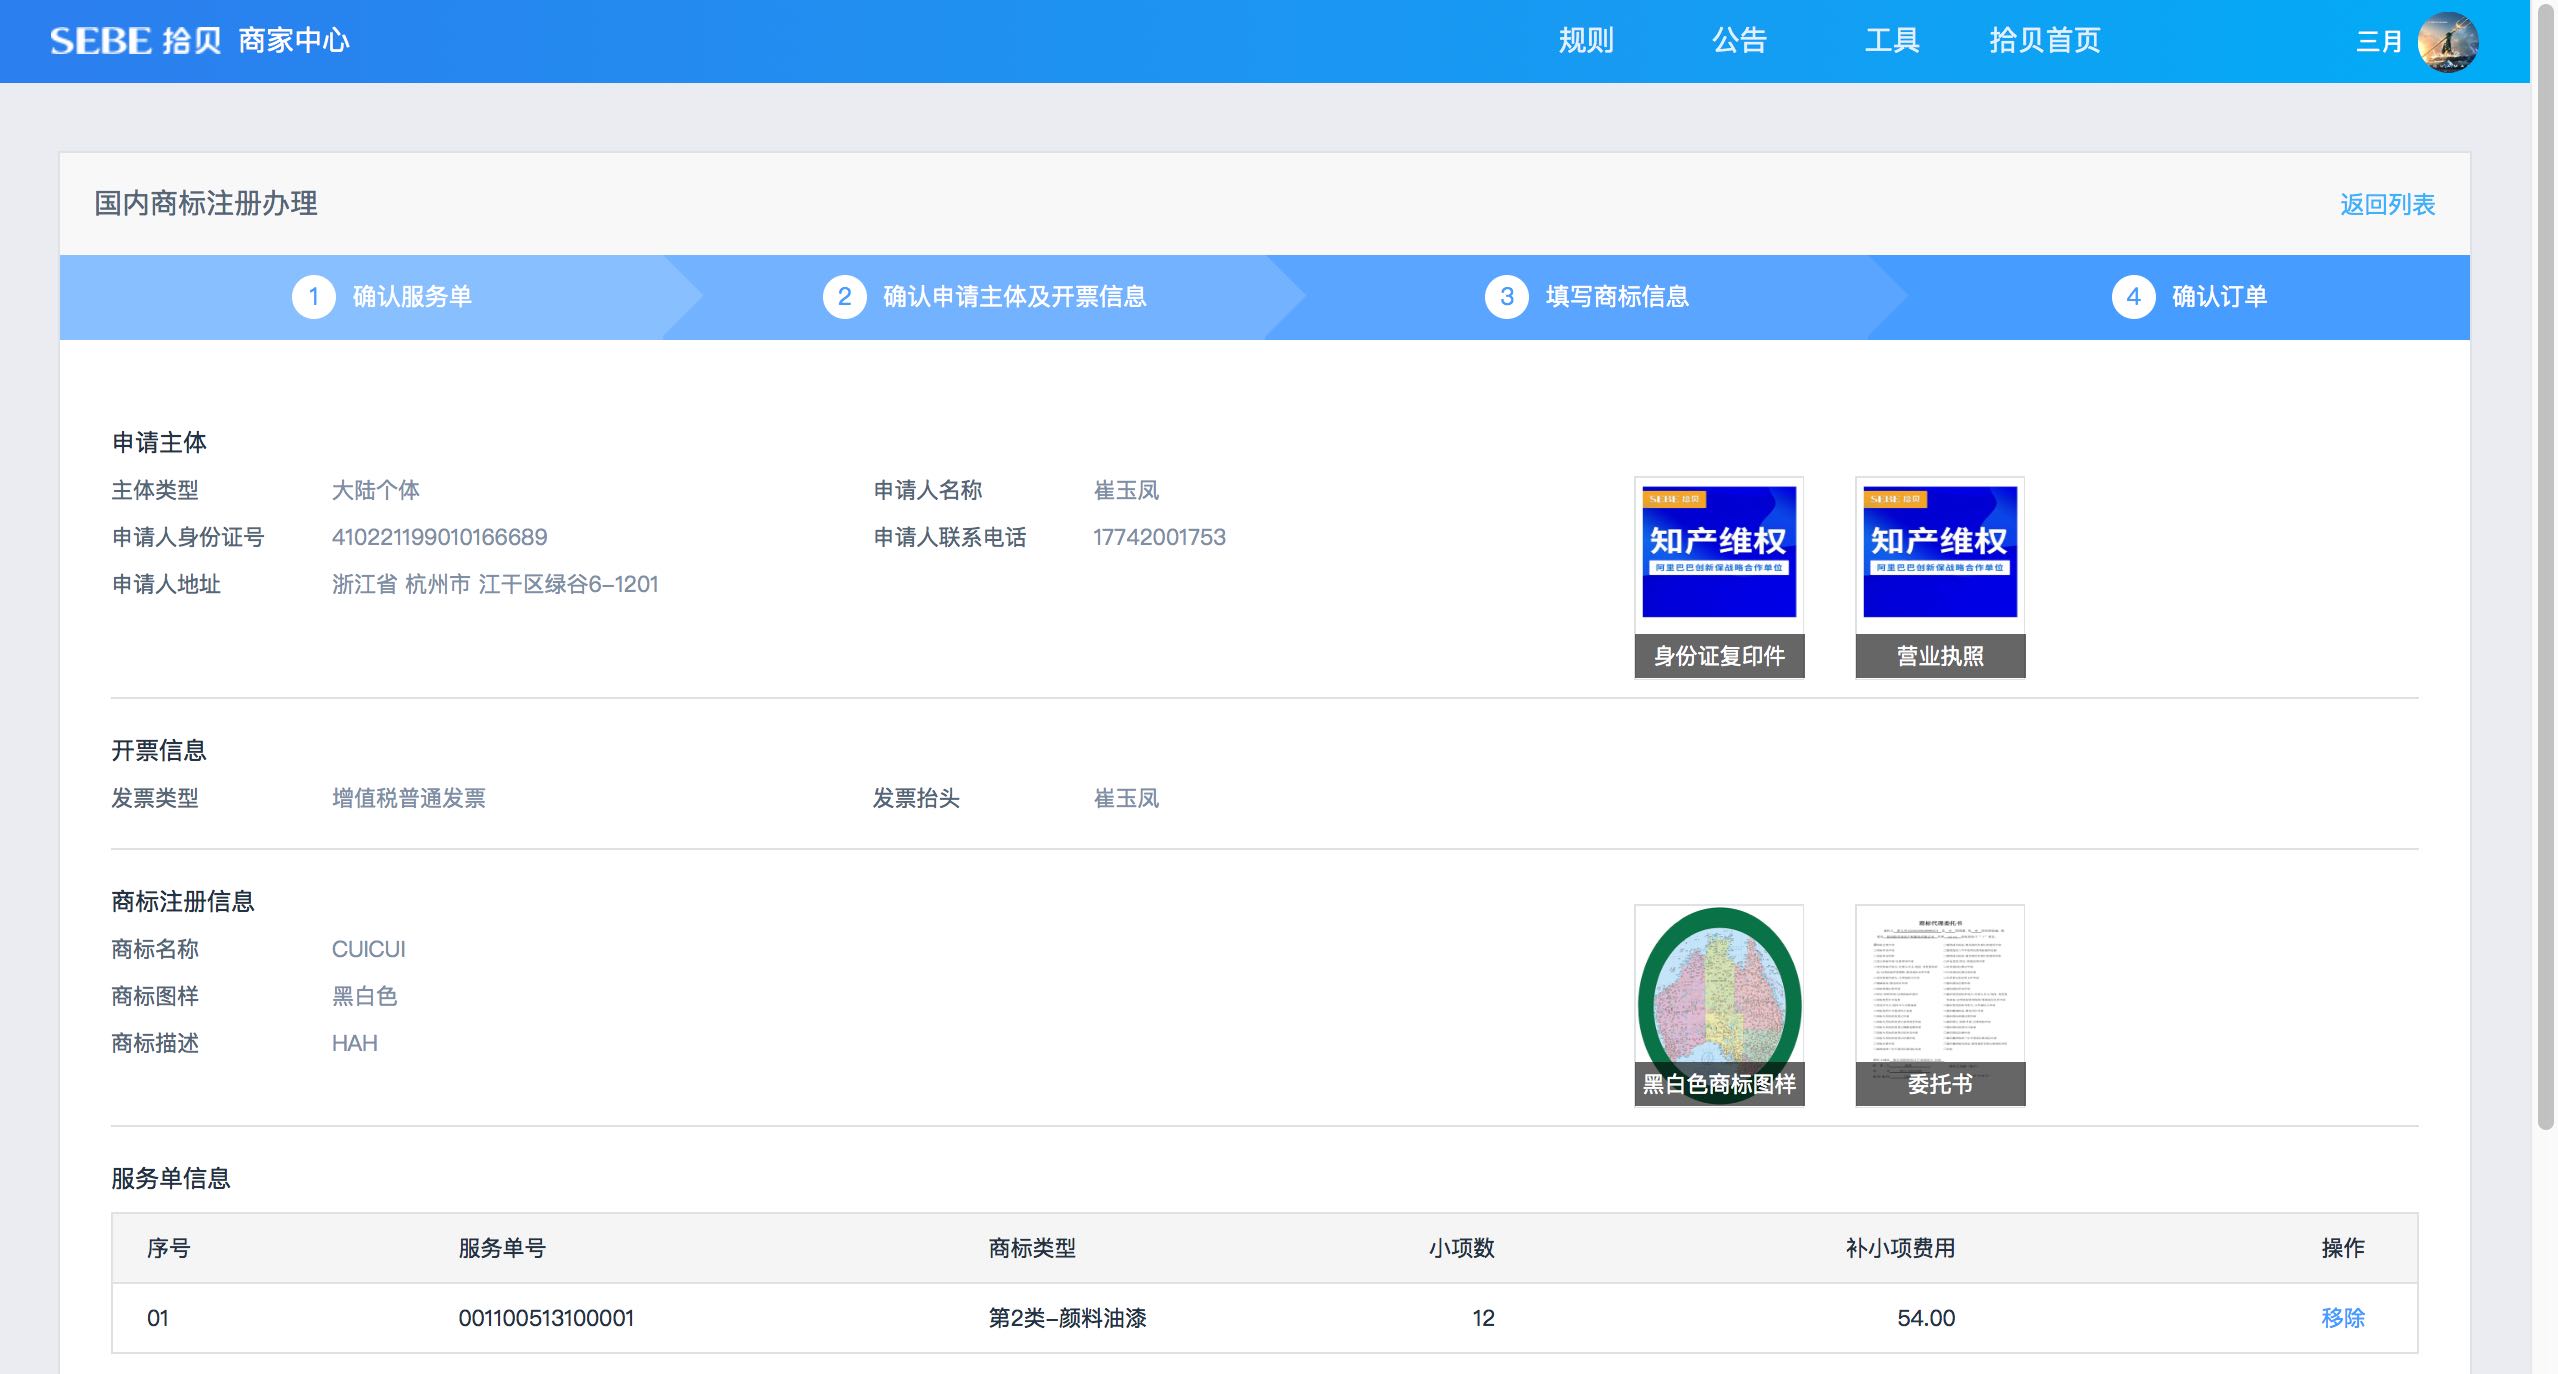 SEBE 拾贝 商家中心 规则 公告 工具 拾贝首页 三月
国内商标注册办理 返回列表
1 确认服务单 2 确认申请主体及开票信息 3 填写商标信息 4 确认订单
申请主体
主体类型 大陆个体 申请人名称 崔玉凤
申请人身份证号 410221199010166689 申请人联系电话 17742001753
申请人地址 浙江省 杭州市 江干区绿谷6-1201
SEBE 拾贝
知产维权
阿里巴巴创新保战略合作单位
身份证复印件
SEBE 拾贝
知产维权
阿里巴巴创新保战略合作单位
营业执照
开票信息
发票类型 增值税普通发票 发票抬头 崔玉凤
商标注册信息
商标名称 CUICUI
商标图样 黑白色
商标描述 HAH
黑白色商标图样
商标代理委托书
委托书
服务单信息
序号 服务单号 商标类型 小项数 补小项费用 操作
01 001100513100001 第2类-颜料油漆 12 54.00 移除